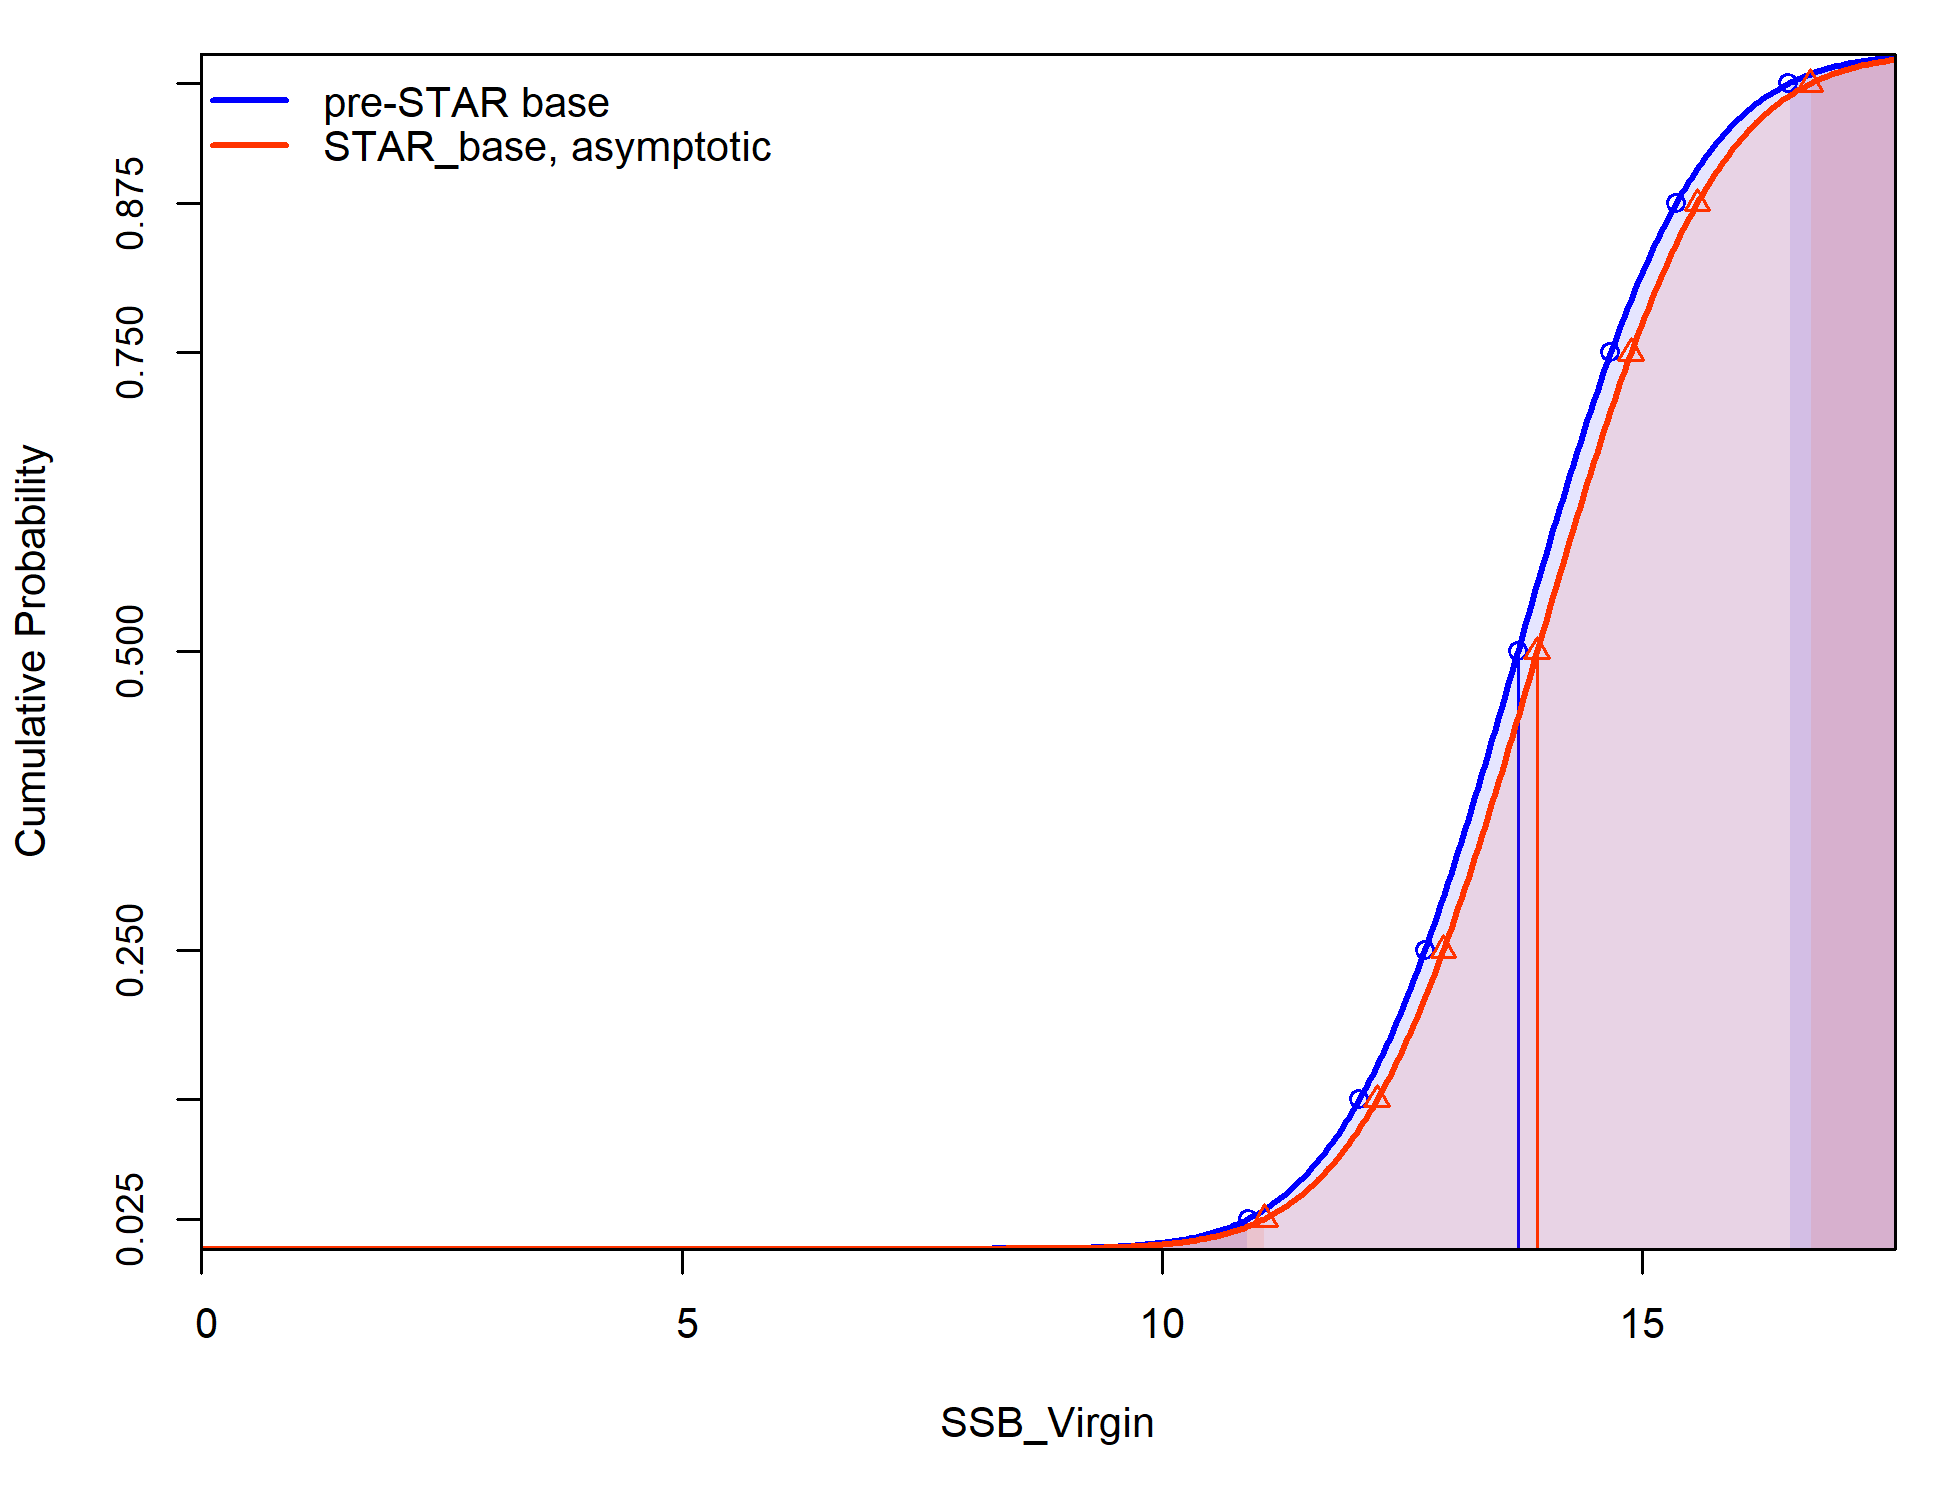 pre-STAR base
STAR_base, asymptotic
Cumulative Probability
0.875
0.750
0.500
0.250
0.025
0 5 10 15
SSB_Virgin